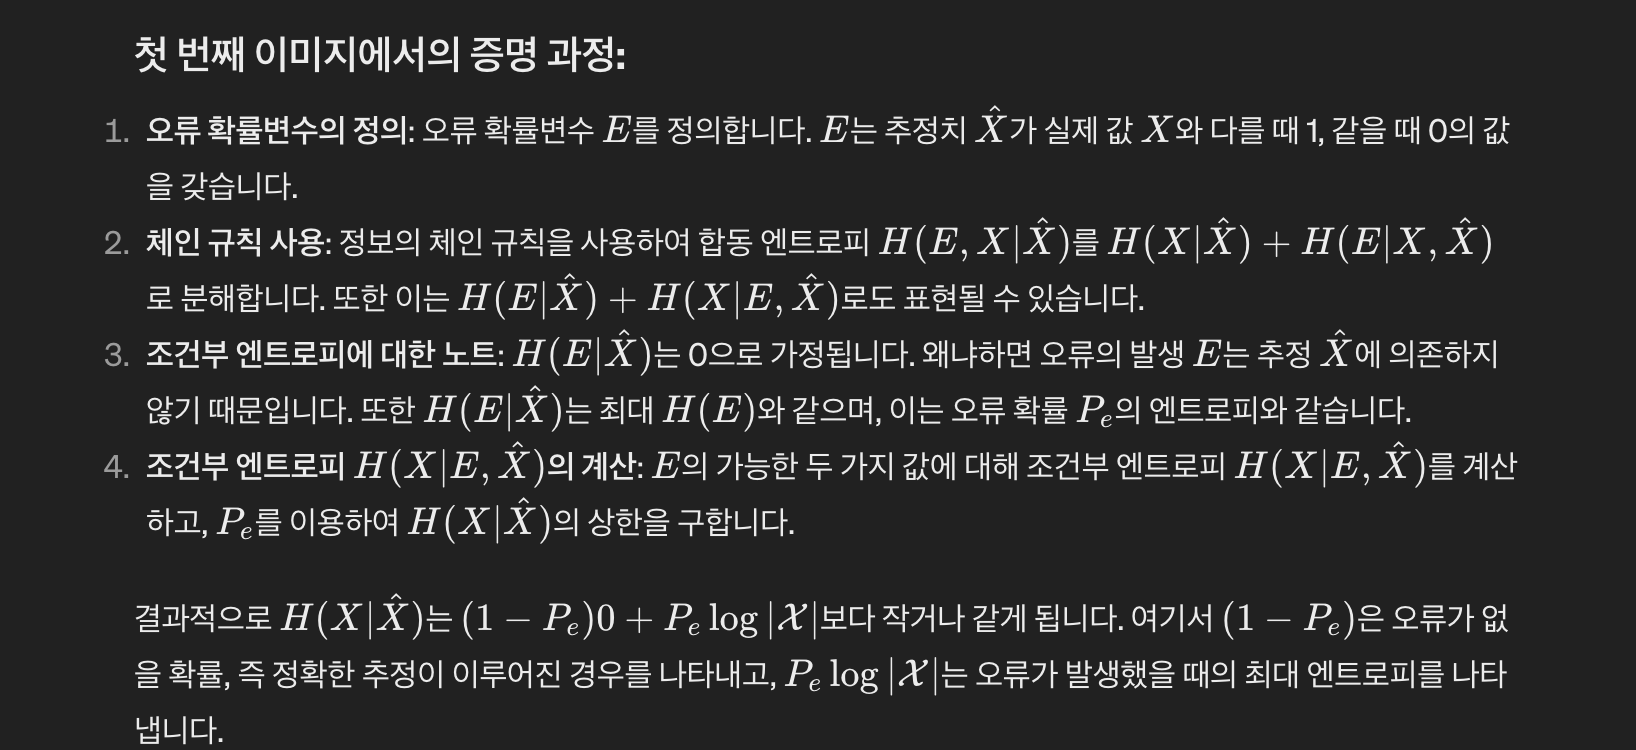 첫 번째 이미지에서의 증명 과정:
1. 오류 확률변수의 정의: 오류 확률변수 $E$를 정의합니다. $E$는 추정치 $\hat{X}$가 실제 값 $X$와 다를 때 1, 같을 때 0의 값
을 갖습니다.
2. 체인 규칙 사용: 정보의 체인 규칙을 사용하여 합동 엔트로피 $H(E, X|\hat{X})$를 $H(X|\hat{X}) + H(E|X, \hat{X})$
로 분해합니다. 또한 이는 $H(E|\hat{X}) + H(X|E, \hat{X})$로도 표현될 수 있습니다.
3. 조건부 엔트로피에 대한 노트: $H(E|\hat{X})$는 0으로 가정됩니다. 왜냐하면 오류의 발생 $E$는 추정 $\hat{X}$에 의존하지
않기 때문입니다. 또한 $H(E|\hat{X})$는 최대 $H(E)$와 같으며, 이는 오류 확률 $P_e$의 엔트로피와 같습니다.
4. 조건부 엔트로피 $H(X|E, \hat{X})$의 계산: $E$의 가능한 두 가지 값에 대해 조건부 엔트로피 $H(X|E, \hat{X})$를 계산
하고, $P_e$를 이용하여 $H(X|\hat{X})$의 상한을 구합니다.
결과적으로 $H(X|\hat{X})$는 $(1 - P_e)0 + P_e \log |\mathcal{X}|$보다 작거나 같게 됩니다. 여기서 $(1 - P_e)$은 오류가 없
을 확률, 즉 정확한 추정이 이루어진 경우를 나타내고, $P_e \log |\mathcal{X}|$는 오류가 발생했을 때의 최대 엔트로피를 나타
냅니다.